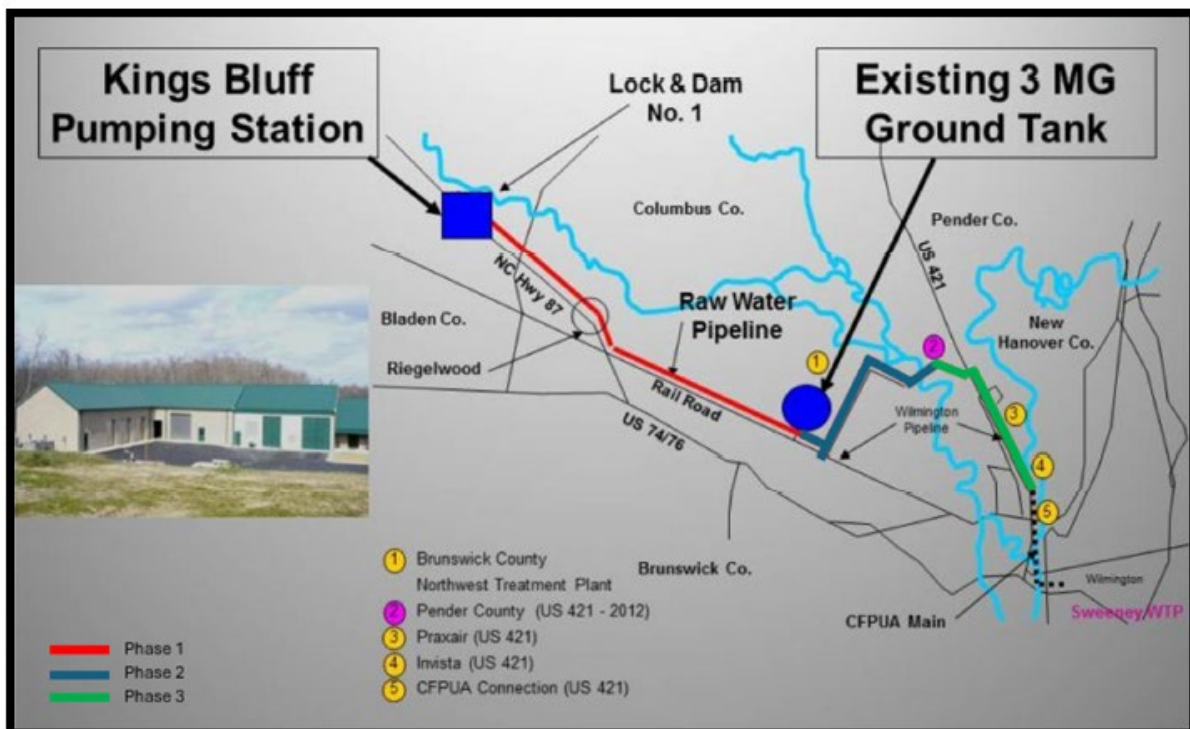 Kings Bluff
Pumping Station
Lock & Dam
No. 1
Existing 3 MG
Ground Tank
Columbus Co.
Pender Co.
US 421
NC Hwy 87
Raw Water
Pipeline
New
Hanover Co.
Bladen Co.
Riegelwood
1
2
Rail Road
Wilmington
Pipeline
3
US 74/76
4
5
1 Brunswick County
Northwest Treatment Plant
Brunswick Co.
Wilmington
2 Pender County (US 421 - 2012)
Sweeney WTP
CFPUA Main
3 Praxair (US 421)
4 Invista (US 421)
5 CFPUA Connection (US 421)
Phase 1
Phase 2
Phase 3